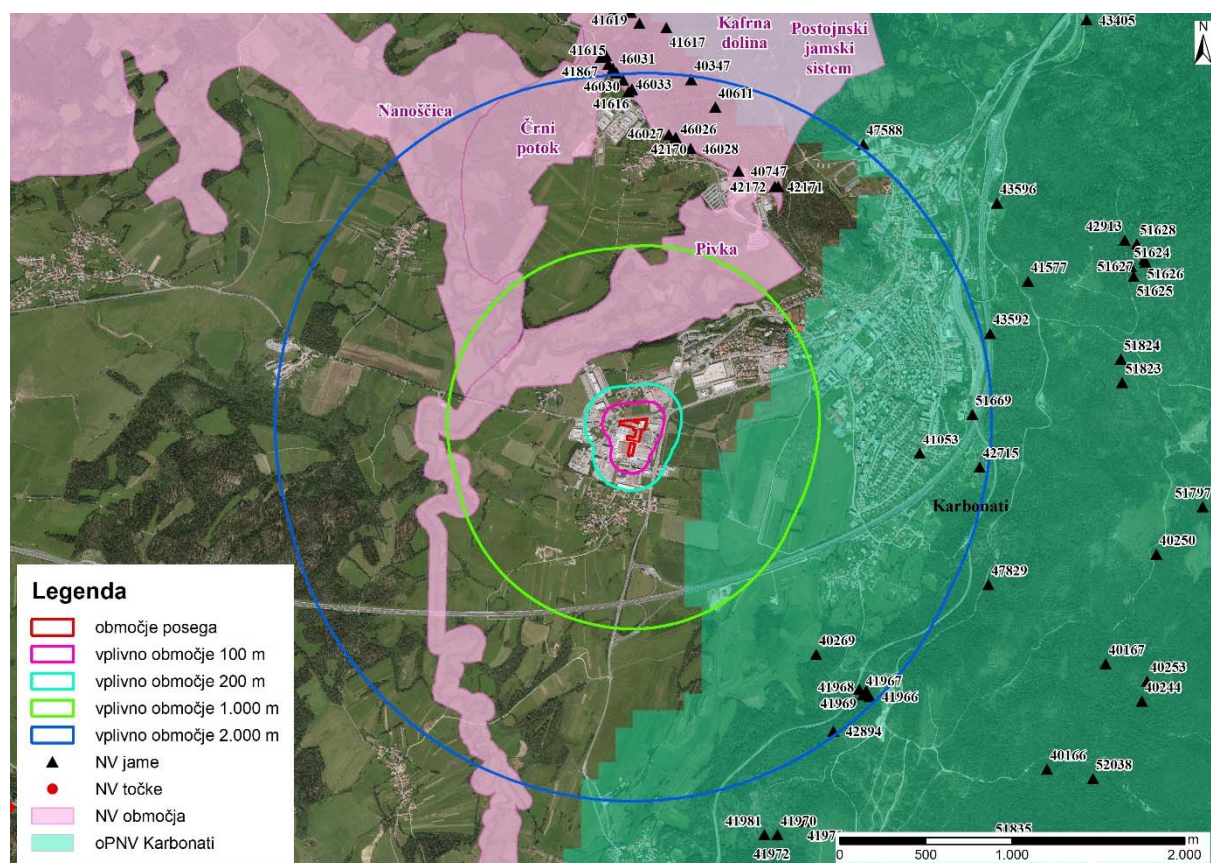 41619
Kafrna
dolina
Postojnski
jamski
sistem
43405
N
41617
41615
46031
41867
40347
46030
46033
41616
40611
Nanoščica
Črni
potok
46027
46026
42170
46028
47588
40747
42172
42171
43596
42913
51628
51624
51627
51626
51625
41577
Pivka
43592
51824
51823
51669
41053
42715
Karbonati
51797
40250
47829
40269
40167
40253
40244
41968
41967
41969
41966
42894
40166
52038
41981
41970
41972
51835
m
0
500
1.000
2.000
Legenda
območje posega
vplivno območje 100 m
vplivno območje 200 m
vplivno območje 1.000 m
vplivno območje 2.000 m
NV jame
NV točke
NV območja
oPNV Karbonati